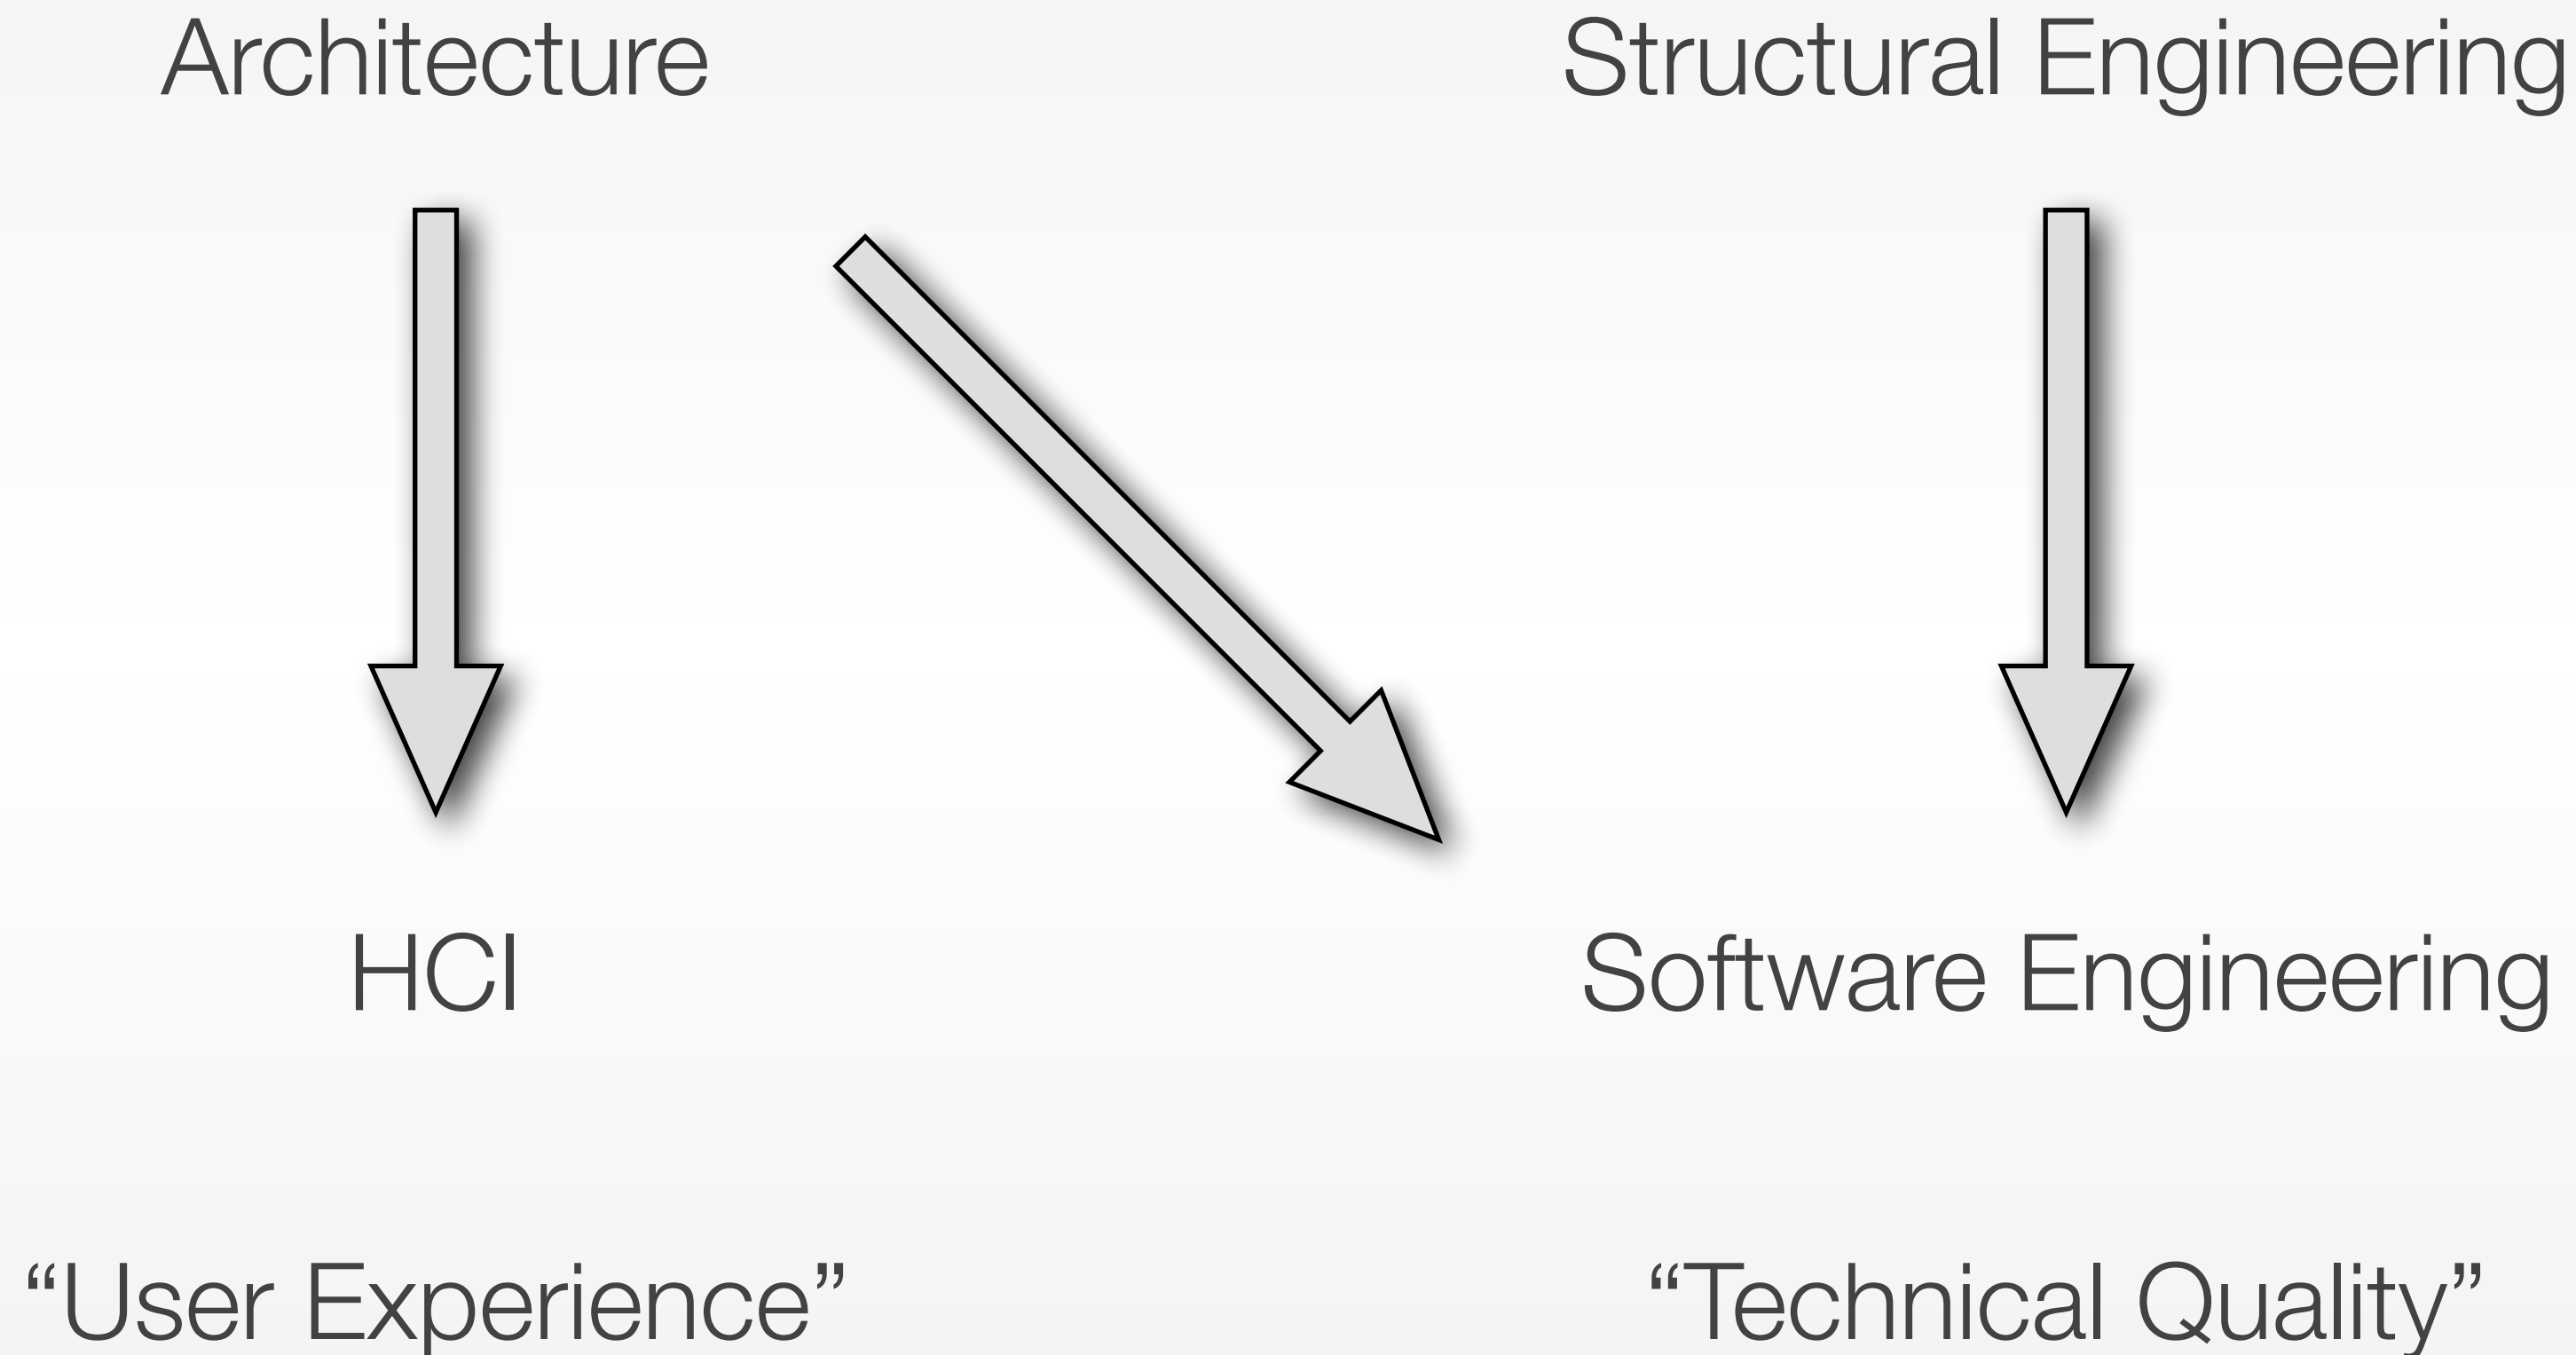 Architecture
Structural Engineering
HCI
Software Engineering
“User Experience”
“Technical Quality”